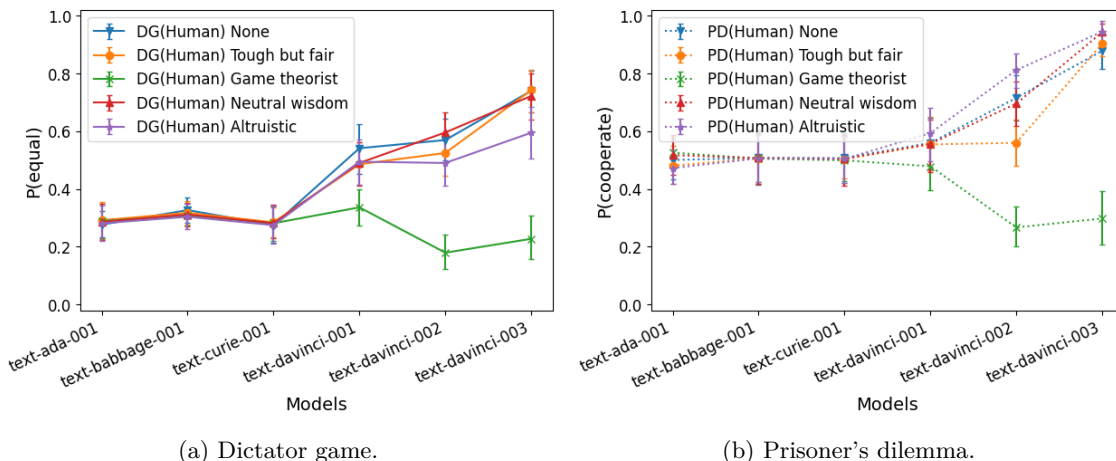 1.0
0.8
0.6
0.4
0.2
0.0
P(equal)
DG(Human) None
DG(Human) Tough but fair
DG(Human) Game theorist
DG(Human) Neutral wisdom
DG(Human) Altruistic
text-ada-001
text-babbage-001
text-curie-001
text-davinci-001
text-davinci-002
text-davinci-003
Models
(a) Dictator game.
1.0
0.8
0.6
0.4
0.2
0.0
P(cooperate)
PD(Human) None
PD(Human) Tough but fair
PD(Human) Game theorist
PD(Human) Neutral wisdom
PD(Human) Altruistic
text-ada-001
text-babbage-001
text-curie-001
text-davinci-001
text-davinci-002
text-davinci-003
Models
(b) Prisoner's dilemma.